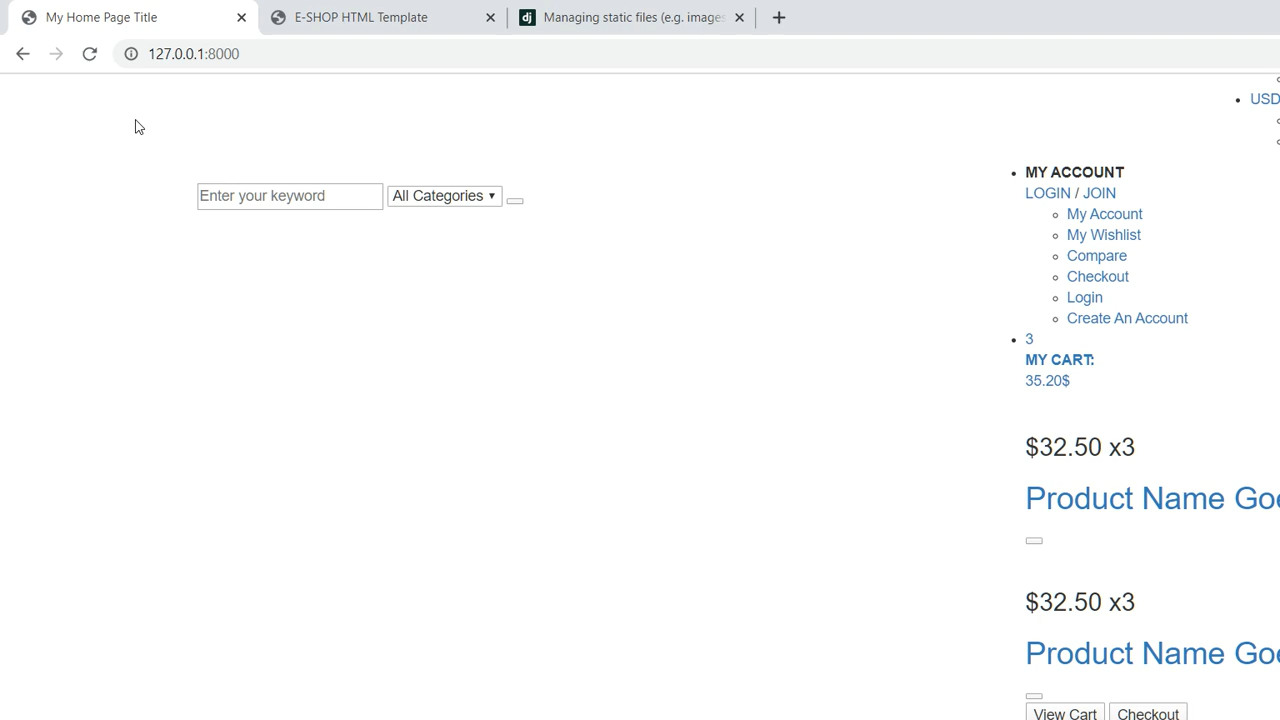 My Home Page Title
E-SHOP HTML Template
Managing static files (e.g. images
127.0.0.1:8000
USD
MY ACCOUNT
Enter your keyword
All Categories
LOGIN / JOIN
My Account
My Wishlist
Compare
Checkout
Login
Create An Account
3
MY CART:
35.20$
$32.50 x3
Product Name Goe
$32.50 x3
Product Name Goe
View Cart
Checkout